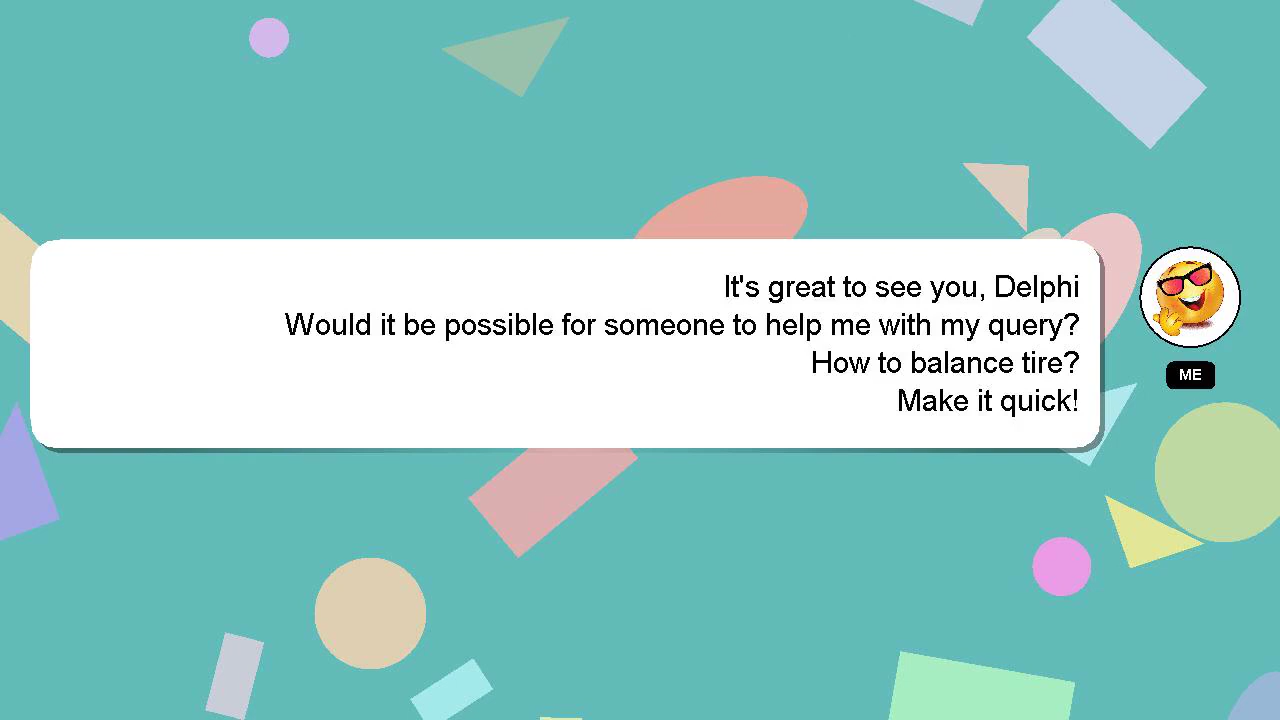 It's great to see you, Delphi
Would it be possible for someone to help me with my query?
How to balance tire?
Make it quick!
ME